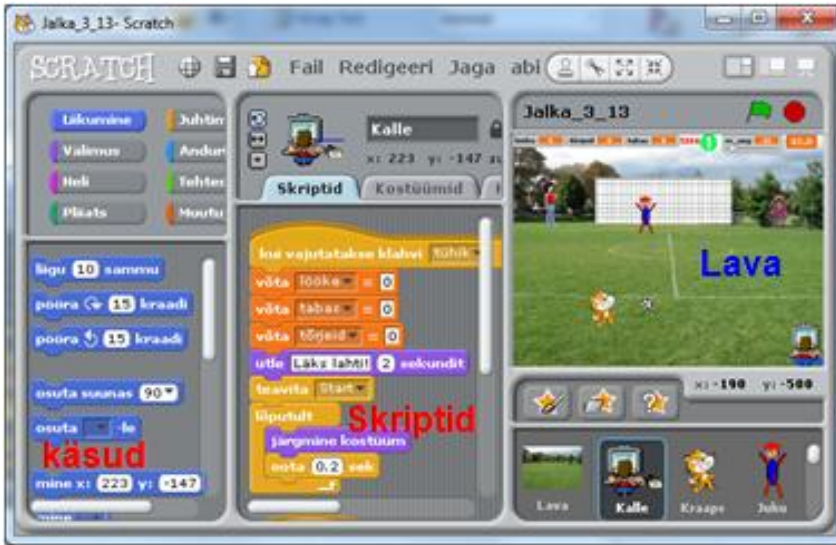 Jalka_3_13- Scratch
SCRATCH Fail Redigeeri Jaga abi
Liikumine Juhtim
Välimus Andur
Heli Tehted
Pliiats Muutu
liigu 10 sammu
pööra 15 kraadi
pööra 15 kraadi
osuta suunas 90
osuta -le
käsud
mine x: 223 y: -147
Kalle
x: 223 y: -147
Skriptid Kostüümid
kui vajutatakse klahvi tühik
võta lööke = 0
võta tabas = 0
võta tõrjeid = 0
ütle Läks lahti! 2 sekundit
teavita Start
lõputult
Skriptid
järgmine kostüüm
oota 0.2 sek
Jalka_3_13
Lava
x: -190 y: -500
Lava Kalle Kraaps Juku